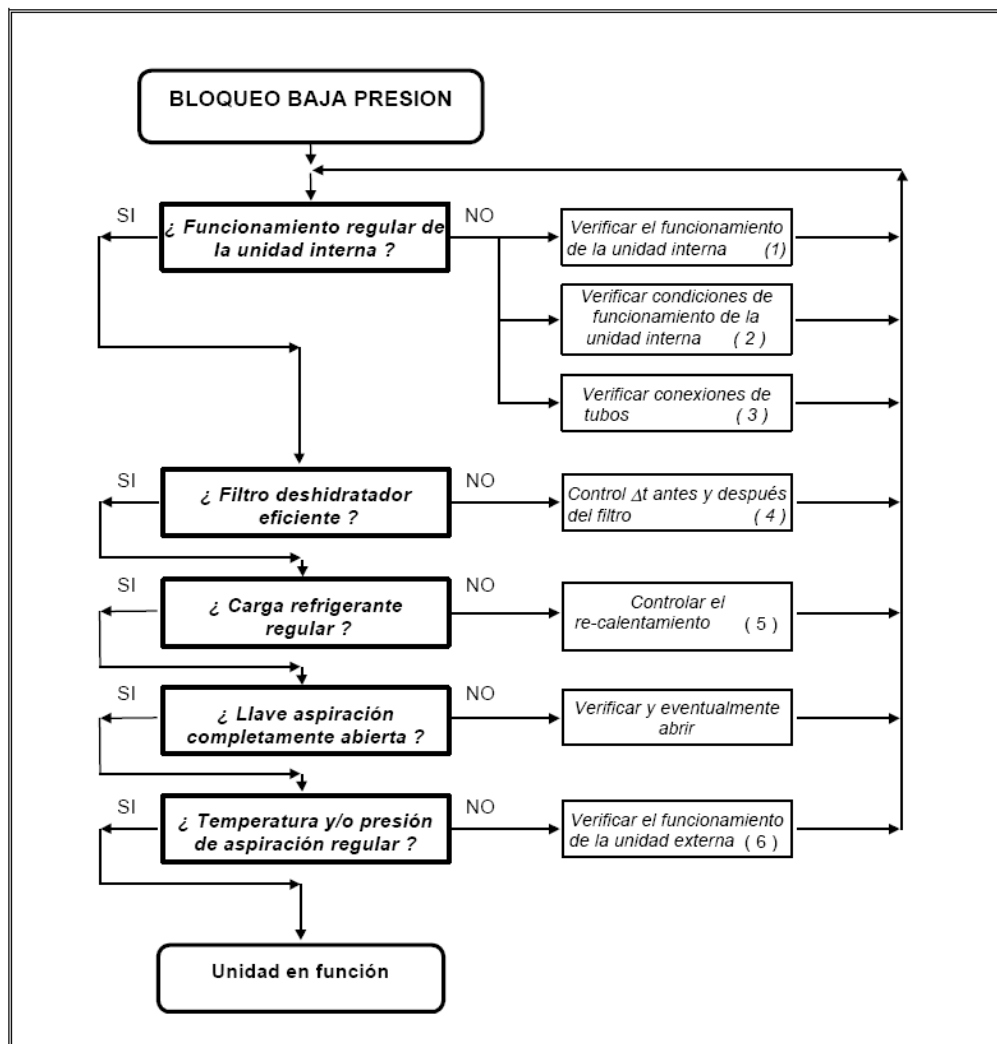 BLOQUEO BAJA PRESION
SI
¿ Funcionamiento regular de
la unidad interna ?
NO
Verificar el funcionamiento
de la unidad interna (1)
Verificar condiciones de
funcionamiento de la
unidad interna ( 2 )
Verificar conexiones de
tubos ( 3 )
SI
¿ Filtro deshidratador
eficiente ?
NO
Control Δt antes y después
del filtro ( 4 )
SI
¿ Carga refrigerante
regular ?
NO
Controlar el
re-calentamiento ( 5 )
SI
¿ Llave aspiración
completamente abierta ?
NO
Verificar y eventualmente
abrir
SI
¿ Temperatura y/o presión
de aspiración regular ?
NO
Verificar el funcionamiento
de la unidad externa ( 6 )
Unidad en función